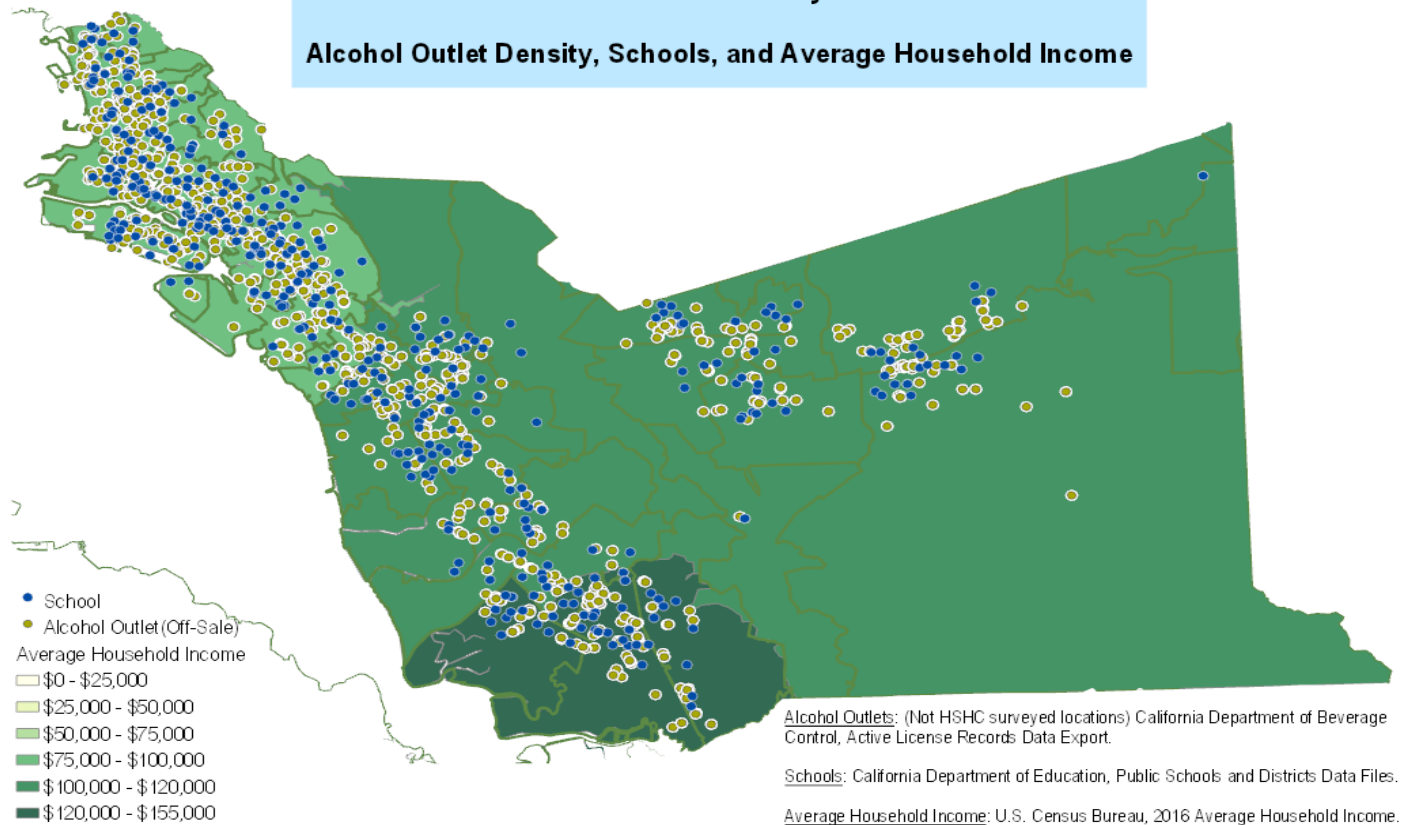 Alcohol Outlet Density, Schools, and Average Household Income
School
Alcohol Outlet(Off-Sale)
Average Household Income
$0 - $25,000
$25,000 - $50,000
$50,000 - $75,000
$75,000 - $100,000
$100,000 - $120,000
$120,000 - $155,000
Alcohol Outlets: (Not HSHC surveyed locations) California Department of Beverage
Control, Active License Records Data Export.
Schools: California Department of Education, Public Schools and Districts Data Files.
Average Household Income: U.S. Census Bureau, 2016 Average Household Income.